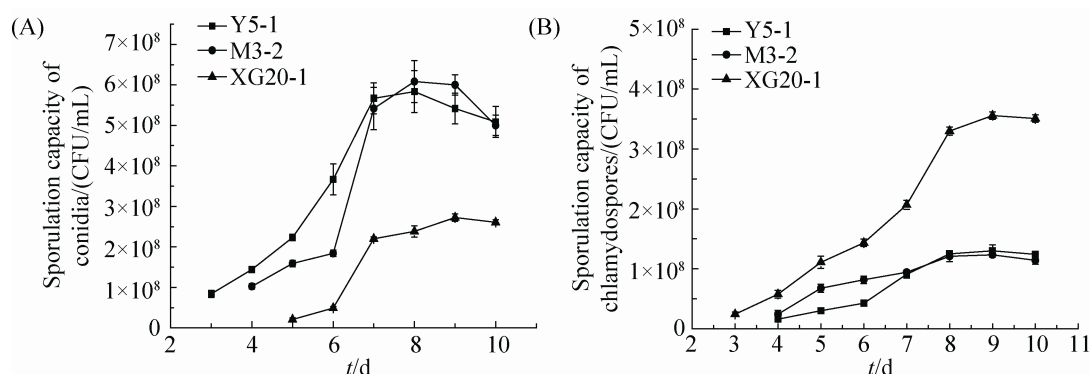 (A)
Y5-1
M3-2
XG20-1
7×10⁸
6×10⁸
5×10⁸
4×10⁸
3×10⁸
2×10⁸
1×10⁸
0
Sporulation capacity of
conidia/(CFU/mL)
2 4 6 8 10
t/d
(B)
Y5-1
M3-2
XG20-1
5×10⁸
4×10⁸
3×10⁸
2×10⁸
1×10⁸
0
Sporulation capacity of
chlamydospores/(CFU/mL)
2 3 4 5 6 7 8 9 10 11
t/d